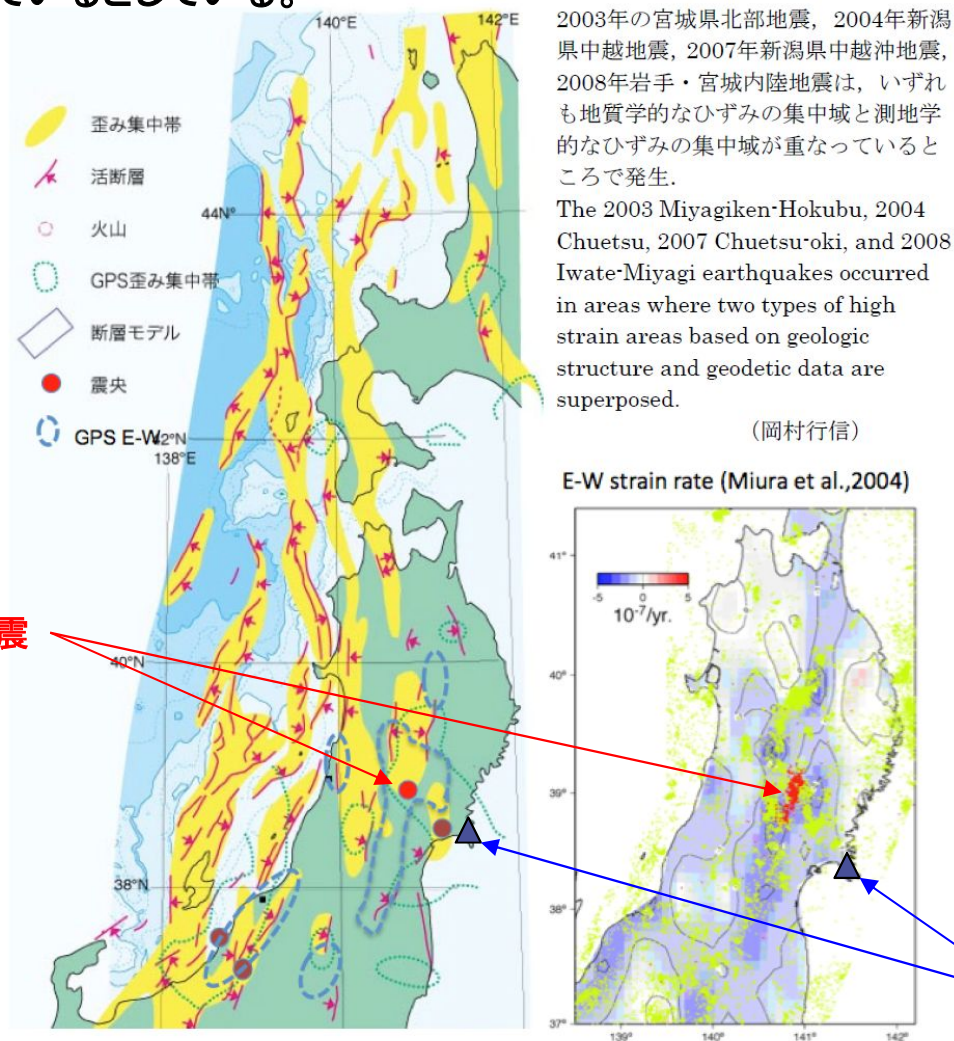 ているとしている。
140°E
142°E
歪み集中帯
活断層
火山
GPS歪み集中帯
断層モデル
震央
GPS E-W
44N°
42°N
138°E
40°N
38°N
震
2003年の宮城県北部地震，2004年新潟
県中越地震，2007年新潟県中越沖地震，
2008年岩手・宮城内陸地震は，いずれ
も地質学的なひずみの集中域と測地学
的なひずみの集中域が重なっていると
ころで発生．
The 2003 Miyagiken-Hokubu, 2004
Chuetsu, 2007 Chuetsu-oki, and 2008
Iwate-Miyagi earthquakes occurred
in areas where two types of high
strain areas based on geologic
structure and geodetic data are
superposed.
（岡村行信）
E-W strain rate (Miura et al.,2004)
41°
-5 0 5
10-7/yr.
40°
39°
38°
37°
139° 140° 141° 142°